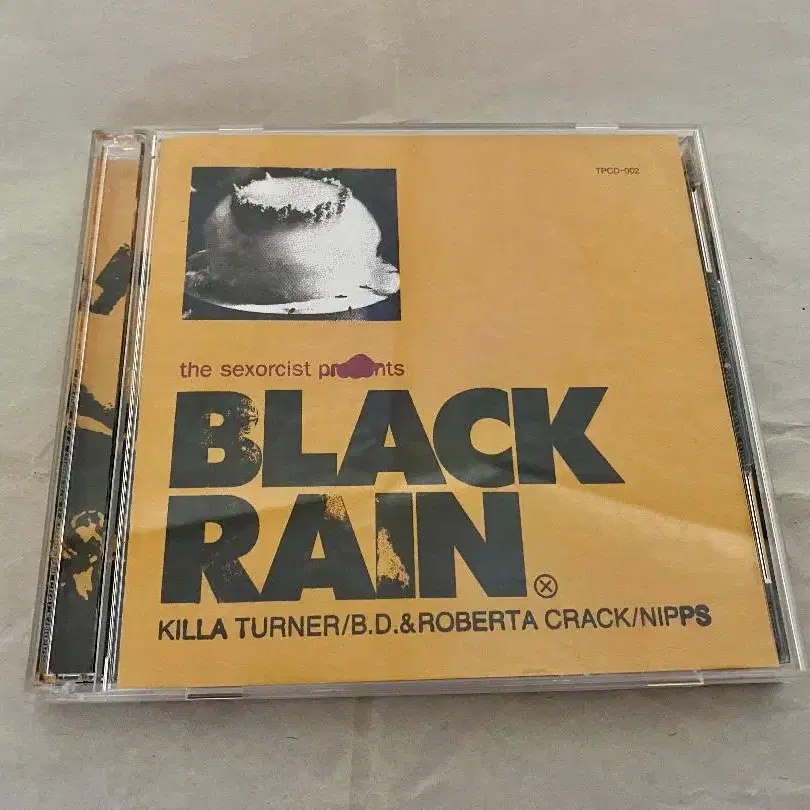 TPCD-002
the sexorcist presents
BLACK
RAIN
KILLA TURNER/B.D.&ROBERTA CRACK/NIPPS